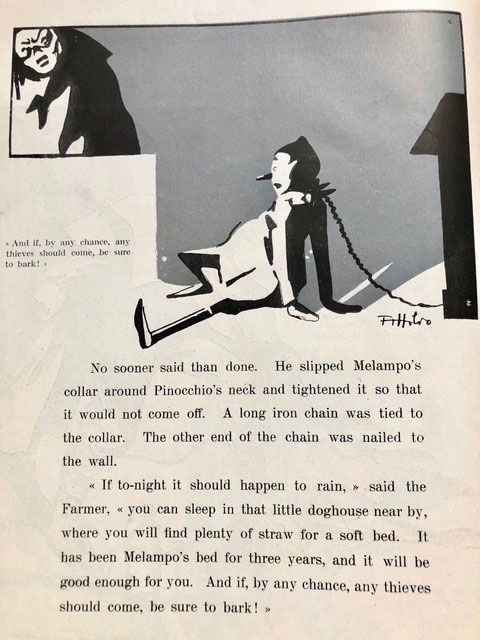 « And if, by any chance, any
thieves should come, be sure
to bark! »
No sooner said than done. He slipped Melampo's
collar around Pinocchio's neck and tightened it so that
it would not come off. A long iron chain was tied to
the collar. The other end of the chain was nailed to
the wall.
« If to-night it should happen to rain, » said the
Farmer, « you can sleep in that little doghouse near by,
where you will find plenty of straw for a soft bed. It
has been Melampo's bed for three years, and it will be
good enough for you. And if, by any chance, any thieves
should come, be sure to bark! »